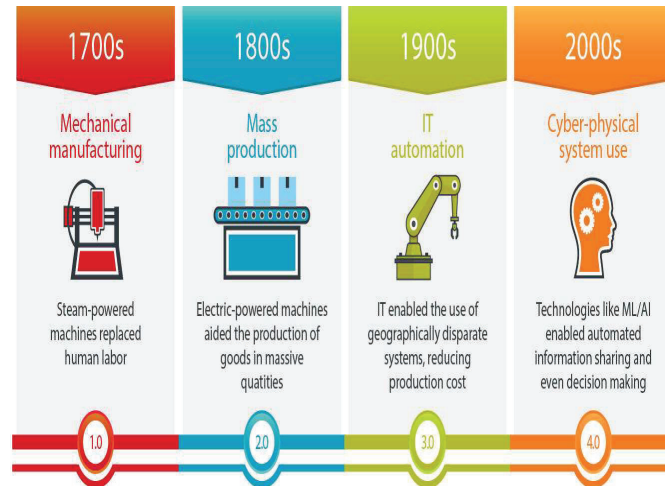 1700s
Mechanical
manufacturing
Steam-powered
machines replaced
human labor
1.0
1800s
Mass
production
Electric-powered machines
aided the production of
goods in massive
quatities
2.0
1900s
IT
automation
IT enabled the use of
geographically disparate
systems, reducing
production cost
3.0
2000s
Cyber-physical
system use
Technologies like ML/AI
enabled automated
information sharing and
even decision making
4.0